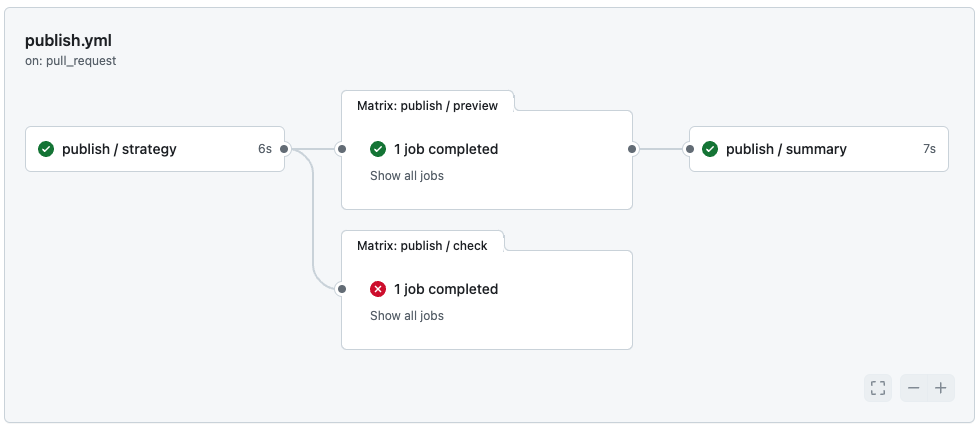 publish.yml
on: pull_request
publish / strategy
6s
Matrix: publish / preview
1 job completed
Show all jobs
publish / summary
7s
Matrix: publish / check
1 job completed
Show all jobs